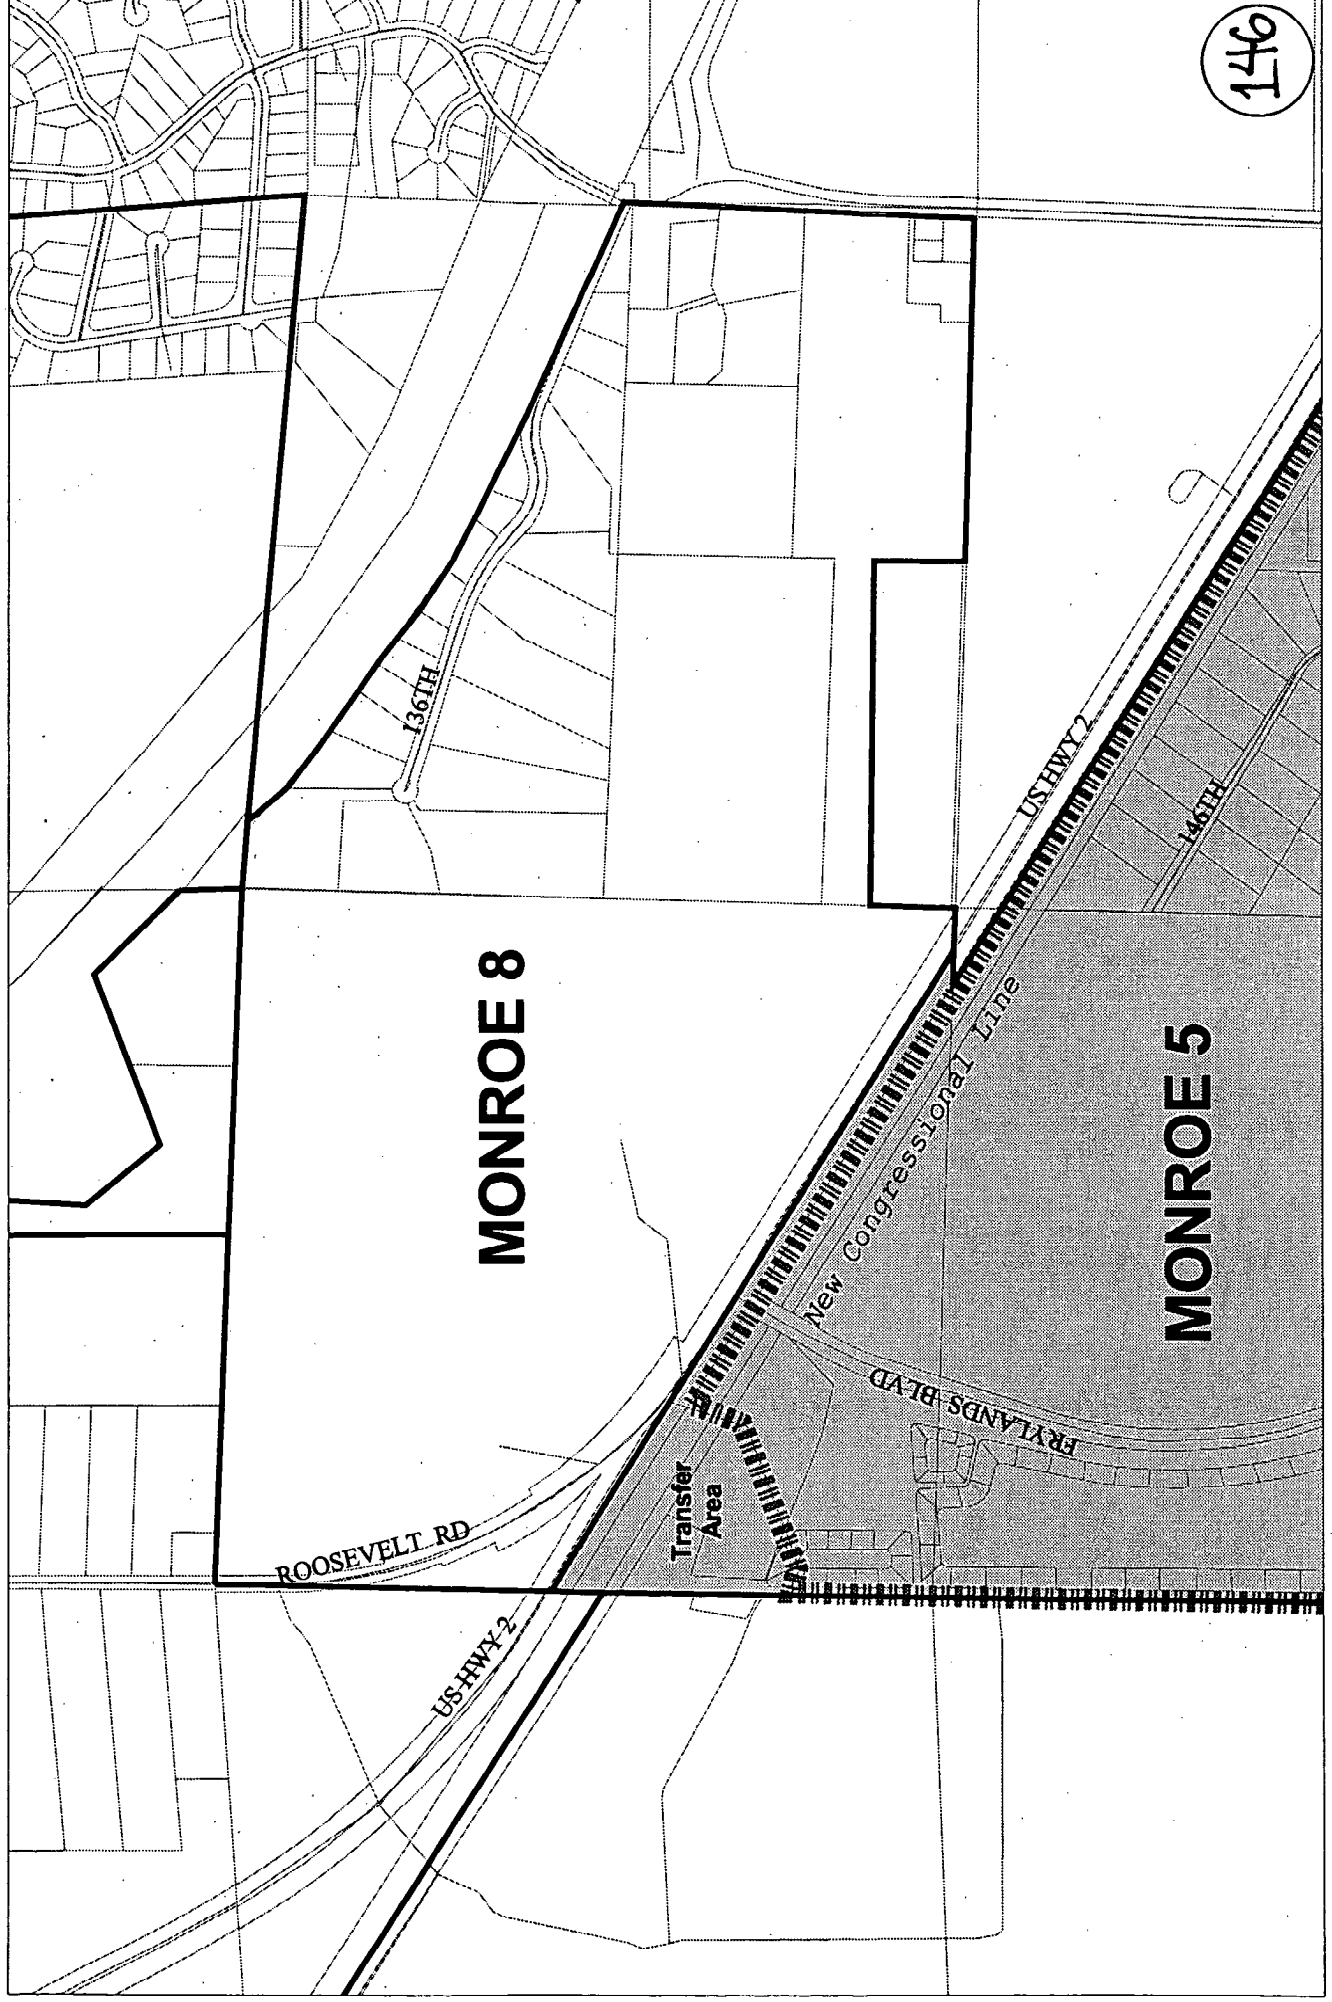 146
136TH
US HWY 2
146TH
MONROE 8
New Congressional Line
MONROE 5
FRYLANDS BLVD
Transfer
Area
ROOSEVELT RD
US HWY 2